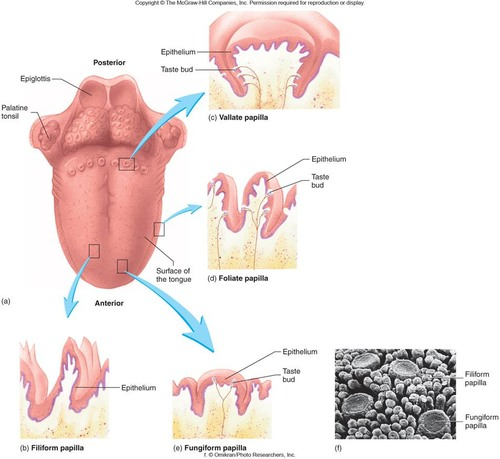 Copyright © The McGraw-Hill Companies, Inc. Permission required for reproduction or display.
Posterior
Epiglottis
Palatine
tonsil
Surface of
the tongue
(a)
Anterior
Epithelium
Taste bud
(c) Vallate papilla
Epithelium
Taste
bud
(d) Foliate papilla
Epithelium
(b) Filiform papilla
Epithelium
Taste
bud
(e) Fungiform papilla
Filiform
papilla
Fungiform
papilla
(f)
f: © Omikron/Photo Researchers, Inc.